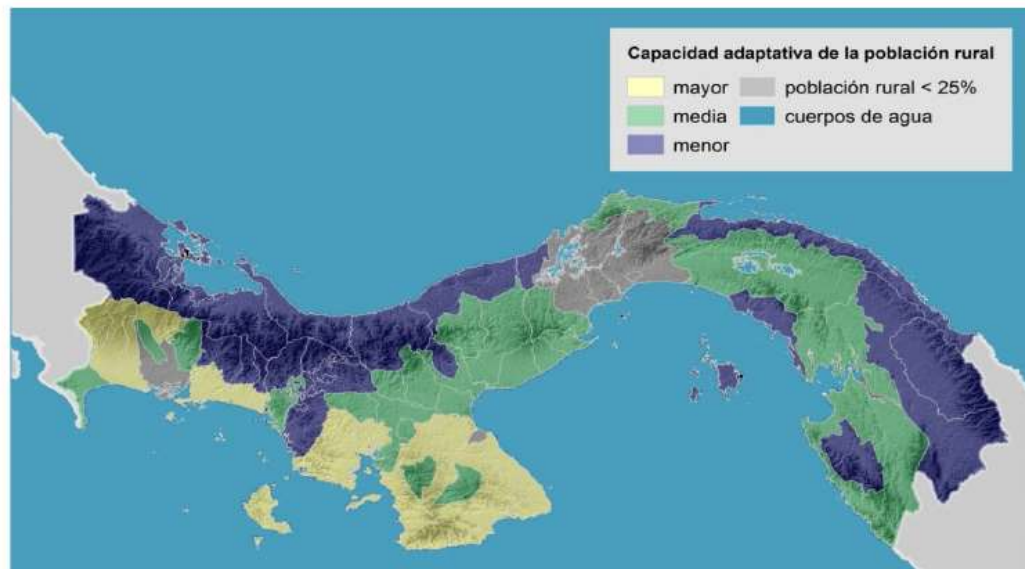 Capacidad adaptativa de la población rural
mayor
población rural < 25%
media
cuerpos de agua
menor